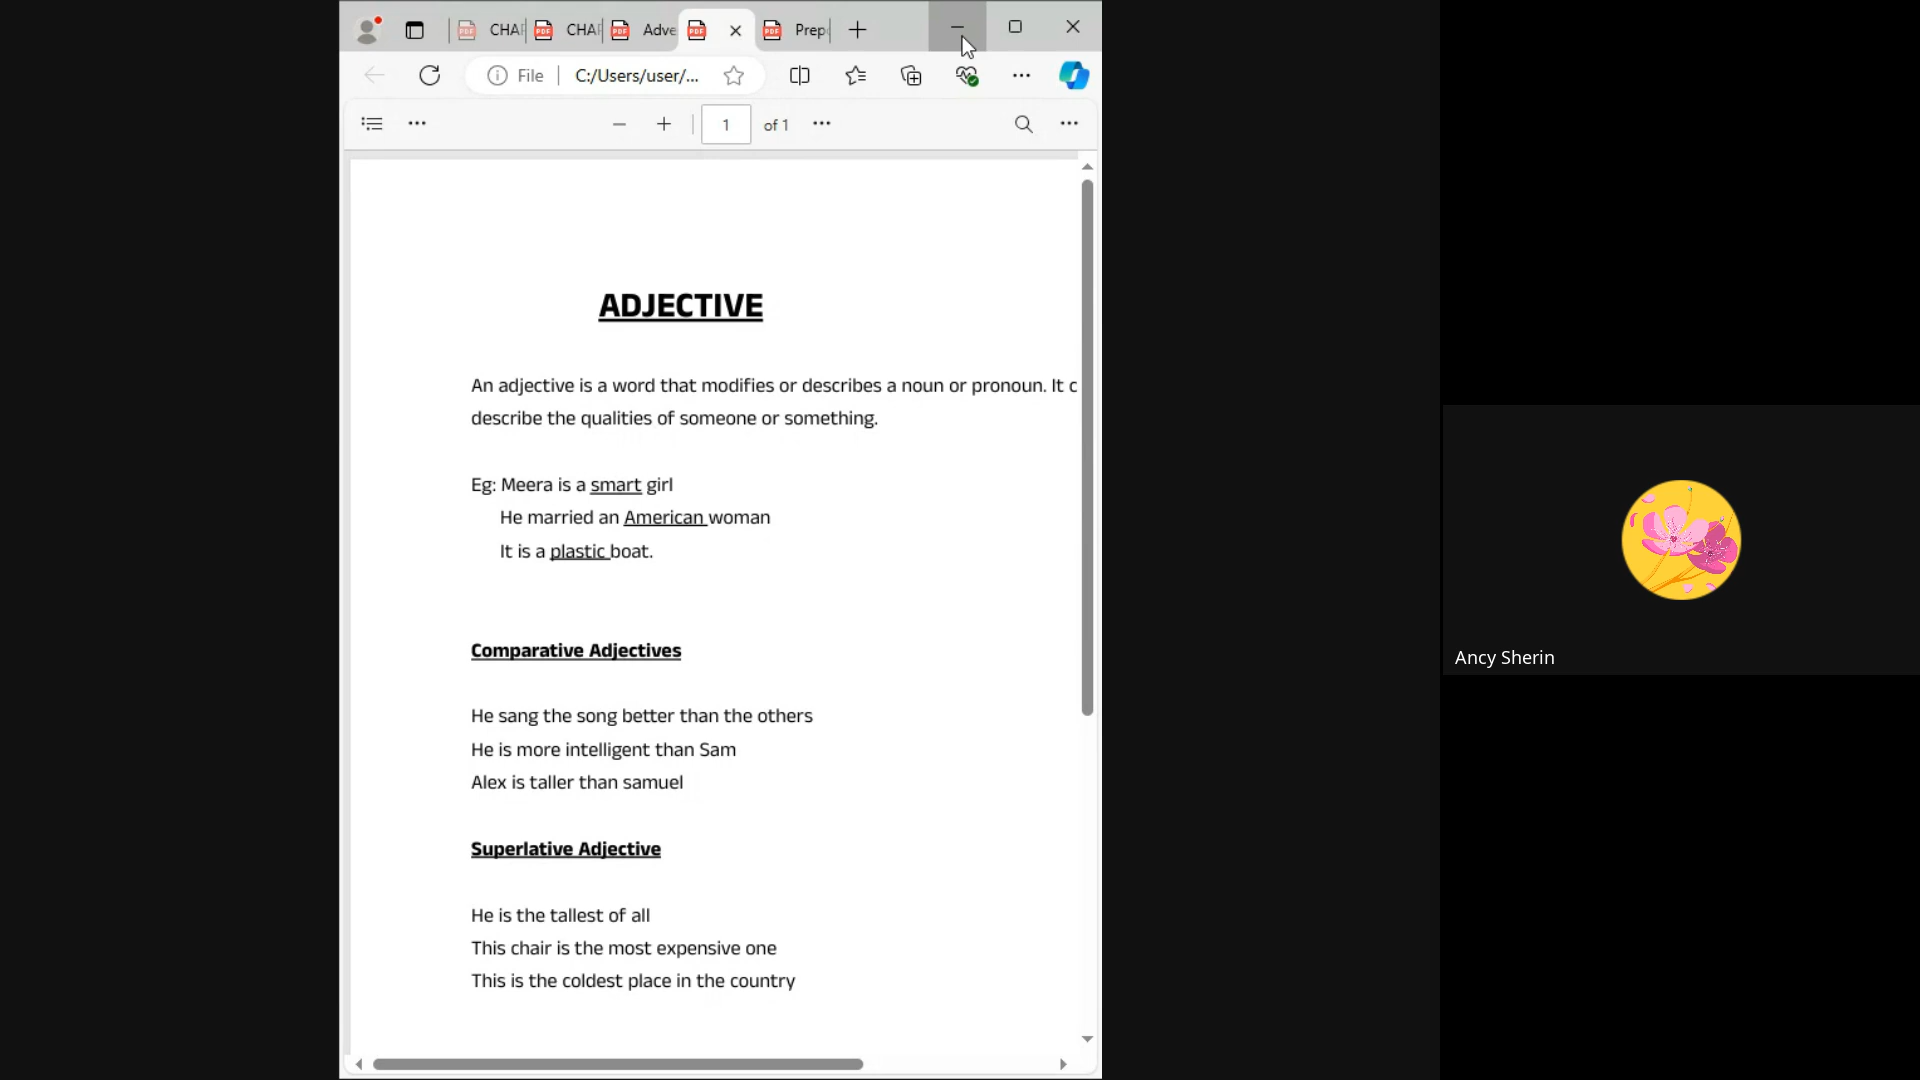 CHA
CHA
Adve
Prep
File
C:/Users/user/...
1
of 1
ADJECTIVE
An adjective is a word that modifies or describes a noun or pronoun. It c
describe the qualities of someone or something.
Eg: Meera is a smart girl
He married an American woman
It is a plastic boat.
Comparative Adjectives
He sang the song better than the others
He is more intelligent than Sam
Alex is taller than samuel
Superlative Adjective
He is the tallest of all
This chair is the most expensive one
This is the coldest place in the country
Ancy Sherin